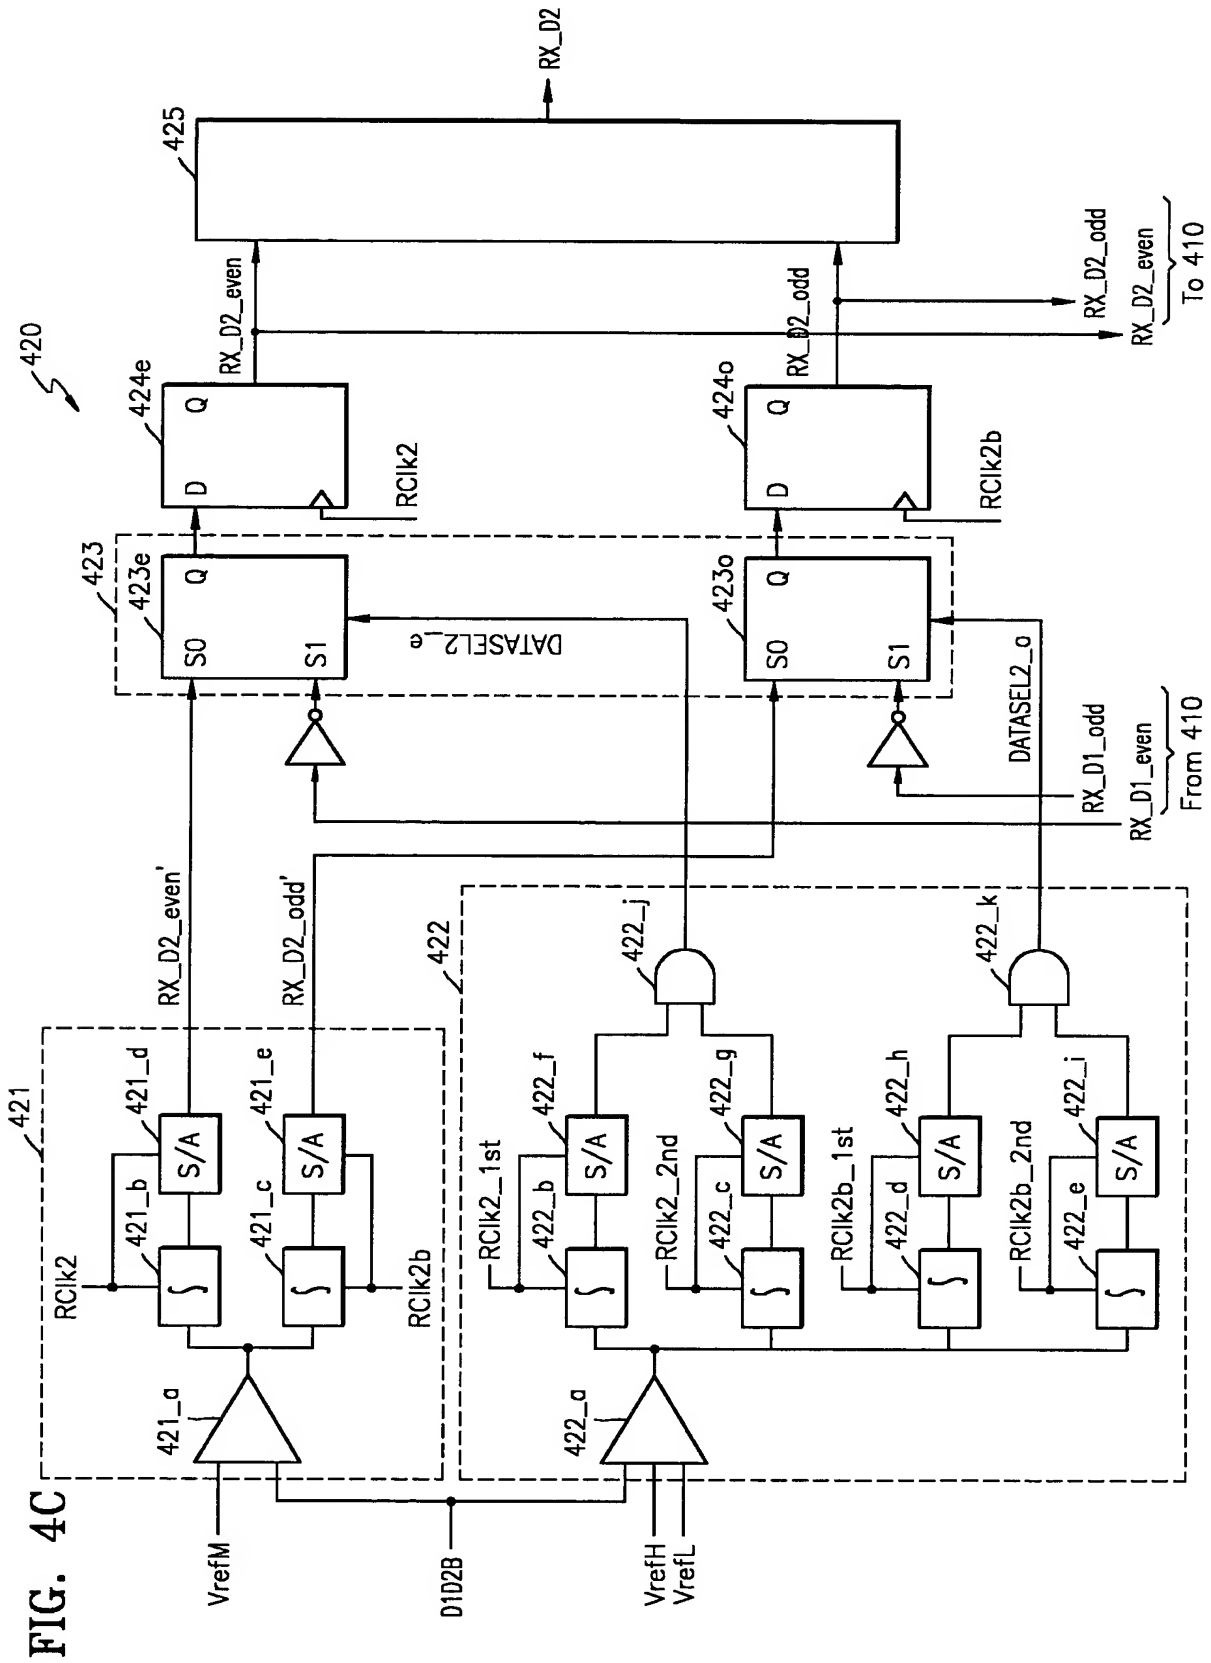 FIG. 4C
420
421
VrefM
D1D2B
421_a
RClk2
421_b
421_d
S/A
∫
421_c
421_e
S/A
∫
RClk2b
RX_D2_even'
RX_D2_odd'
422
VrefH
VrefL
422_a
RClk2_1st
422_b
422_f
S/A
∫
RClk2_2nd
422_c
422_g
S/A
∫
422_j
RClk2b_1st
422_d
422_h
S/A
∫
RClk2b_2nd
422_e
422_i
S/A
∫
422_k
DATASEL2_e
DATASEL2_o
RX_D1_odd
RX_D1_even
From 410
423
423e
S0
Q
S1
423o
S0
Q
S1
424e
D
Q
RClk2
424o
D
Q
RClk2b
RX_D2_even
RX_D2_odd
RX_D2_odd
RX_D2_even
To 410
425
RX_D2